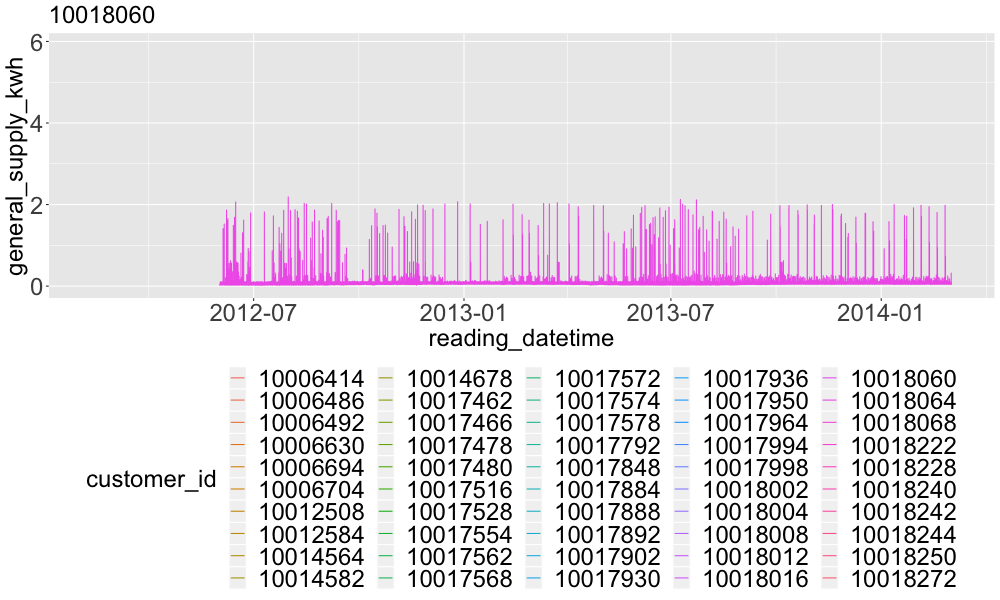 10018060
general_supply_kwh
6
4
2
0
2012-07 2013-01 2013-07 2014-01
reading_datetime
customer_id
10006414 10014678 10017572 10017936 10018060
10006486 10017462 10017574 10017950 10018064
10006492 10017466 10017578 10017964 10018068
10006630 10017478 10017792 10017994 10018222
10006694 10017480 10017848 10017998 10018228
10006704 10017516 10017884 10018002 10018240
10012508 10017528 10017888 10018004 10018242
10012584 10017554 10017892 10018008 10018244
10014564 10017562 10017902 10018012 10018250
10014582 10017568 10017930 10018016 10018272